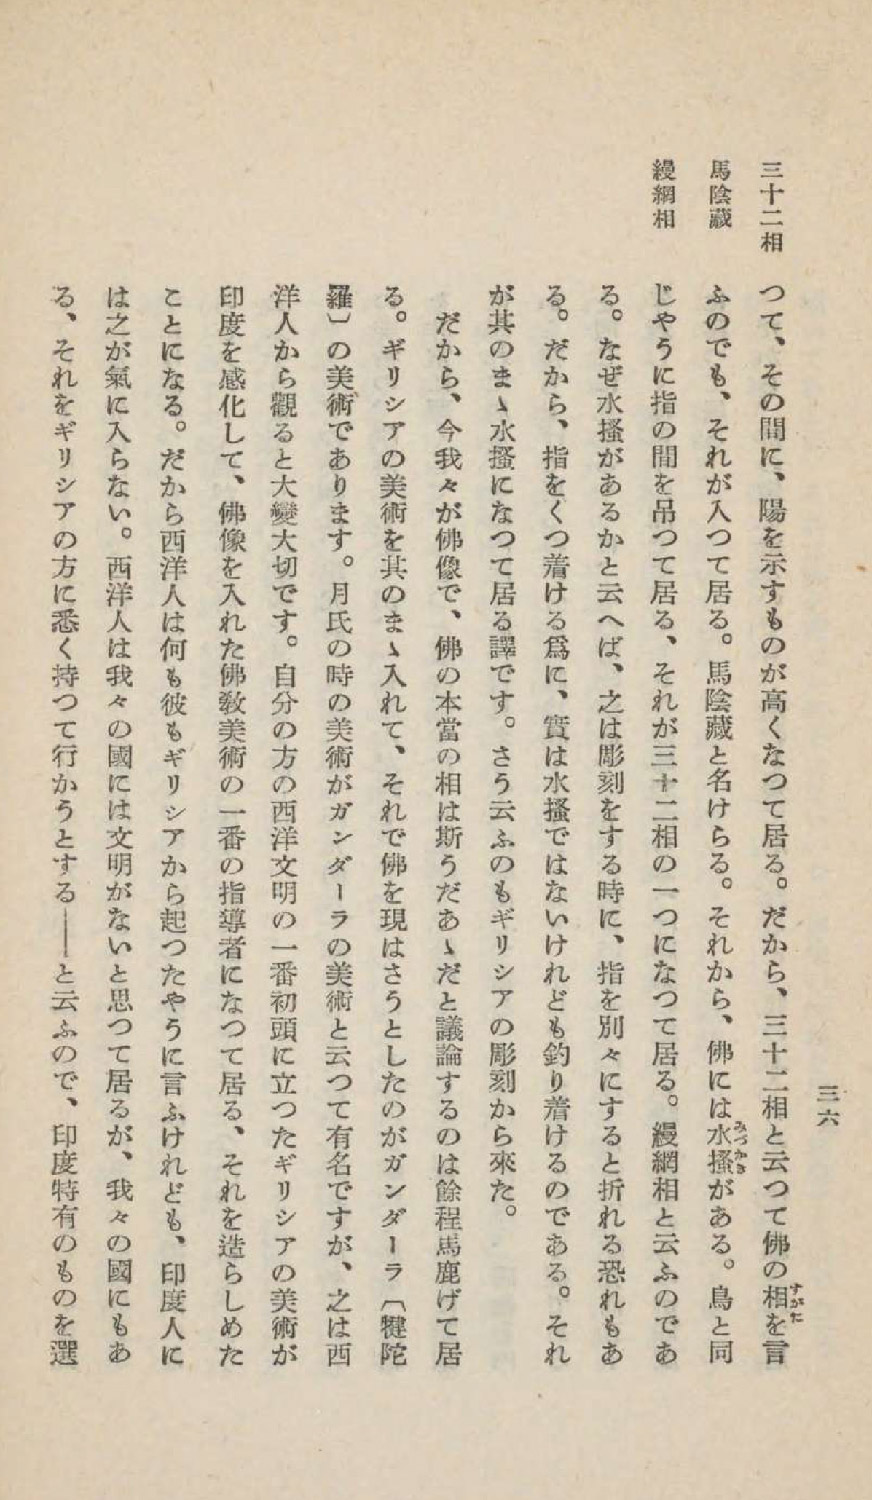 三六
三十二相
馬陰藏
縵網相
つて、その間に、陽を示すものが高くなつて居る。だから、三十二相と云つて佛の相を言
すがた
ふのでも、それが入つて居る。馬陰藏と名けらる。それから、佛には水搔がある。鳥と同
みづかき
じやうに指の間を吊つて居る、それが三十二相の一つになつて居る。縵網相と云ふのであ
る。なぜ水搔があるかと云へば、之は彫刻をする時に、指を別々にすると折れる恐れもあ
る。だから、指をくつ着ける爲に、實は水搔ではないけれども釣り着けるのである。それ
が其のまゝ水搔になつて居る譯です。さう云ふのもギリシアの彫刻から來た。
だから、今我々が佛像で、佛の本當の相は斯うだあゝだと議論するのは餘程馬鹿げて居
る。ギリシアの美術を其のまゝ入れて、それで佛を現はさうとしたのがガンダーラ〔犍陀
羅〕の美術であります。月氏の時の美術がガンダーラの美術と云つて有名ですが、之は西
洋人から觀ると大變大切です。自分の方の西洋文明の一番初頭に立つたギリシアの美術が
印度を感化して、佛像を入れた佛敎美術の一番の指導者になつて居る、それを造らしめた
ことになる。だから西洋人は何も彼もギリシアから起つたやうに言ふけれども、印度人に
は之が氣に入らない。西洋人は我々の國には文明がないと思つて居るが、我々の國にもあ
る、それをギリシアの方に悉く持つて行かうとする――と云ふので、印度特有のものを選